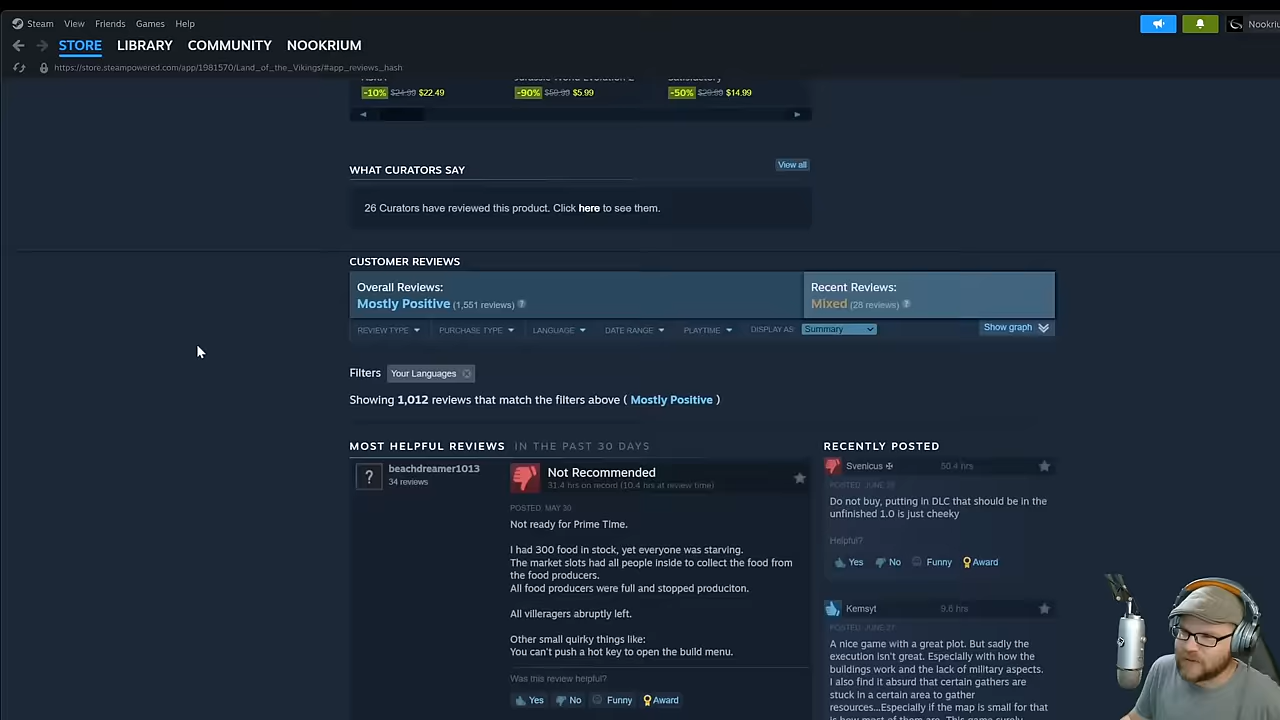 Steam View Friends Games Help
Nookriu
STORE LIBRARY COMMUNITY NOOKRIUM
https://store.steampowered.com/app/1981570/Land_of_the_Vikings/#app_reviews_hash
Jurassic World Evolution 2 Satisfactory
-10% $24.99 $22.49 -90% $59.99 $5.99 -50% $29.99 $14.99
WHAT CURATORS SAY
View all
26 Curators have reviewed this product. Click here to see them.
CUSTOMER REVIEWS
Overall Reviews:
Mostly Positive (1,551 reviews) ?
Recent Reviews:
Mixed (28 reviews) ?
REVIEW TYPE PURCHASE TYPE LANGUAGE DATE RANGE PLAYTIME DISPLAY AS: Summary
Show graph
Filters Your Languages
Showing 1,012 reviews that match the filters above ( Mostly Positive )
MOST HELPFUL REVIEWS IN THE PAST 30 DAYS
?
beachdreamer1013
34 reviews
Not Recommended
31.4 hrs on record (10.4 hrs at review time)
POSTED: MAY 30
Not ready for Prime TIme.
I had 300 food in stock, yet everyone was starving.
The market slots had all people inside to collect the food from
the food producers.
All food producers were full and stopped produciton.
All villeragers abruptly left.
Other small quirky things like:
You can't push a hot key to open the build menu.
Was this review helpful?
Yes No Funny Award
RECENTLY POSTED
Svenicus 50.4 hrs
POSTED: JUNE
Do not buy, putting in DLC that should be in the
unfinished 1.0 is just cheeky
Helpful?
Yes No Funny Award
Kemsyt 9.6 hrs
POSTED: JUNE 27
A nice game with a great plot. But sadly the
execution isn't great. Especially with how the
buildings work and the lack of military aspects.
I also find it absurd that certain gathers are
stuck in a certain area to gather
resources...Especially if the map is small for that